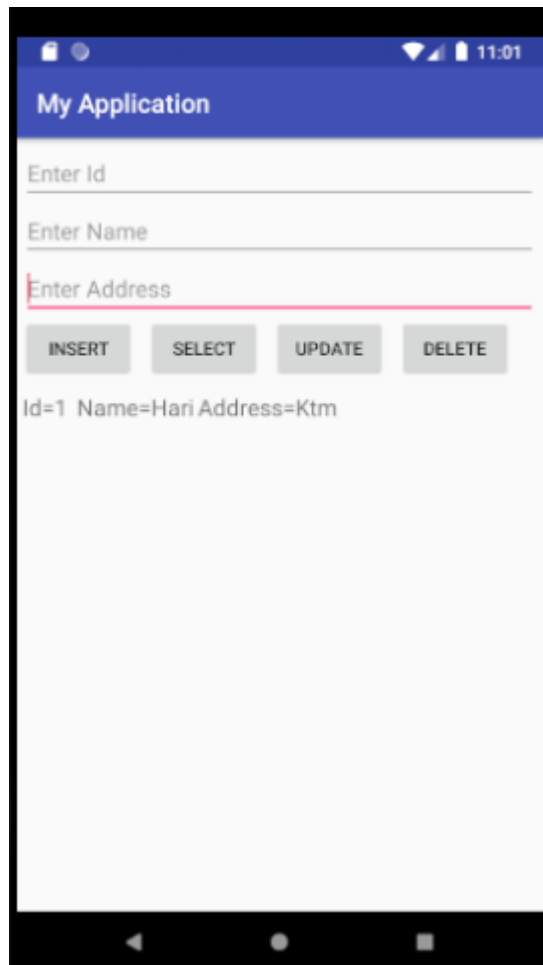 11:01
My Application
Enter Id
Enter Name
Enter Address
INSERT SELECT UPDATE DELETE
Id=1 Name=Hari Address=Ktm